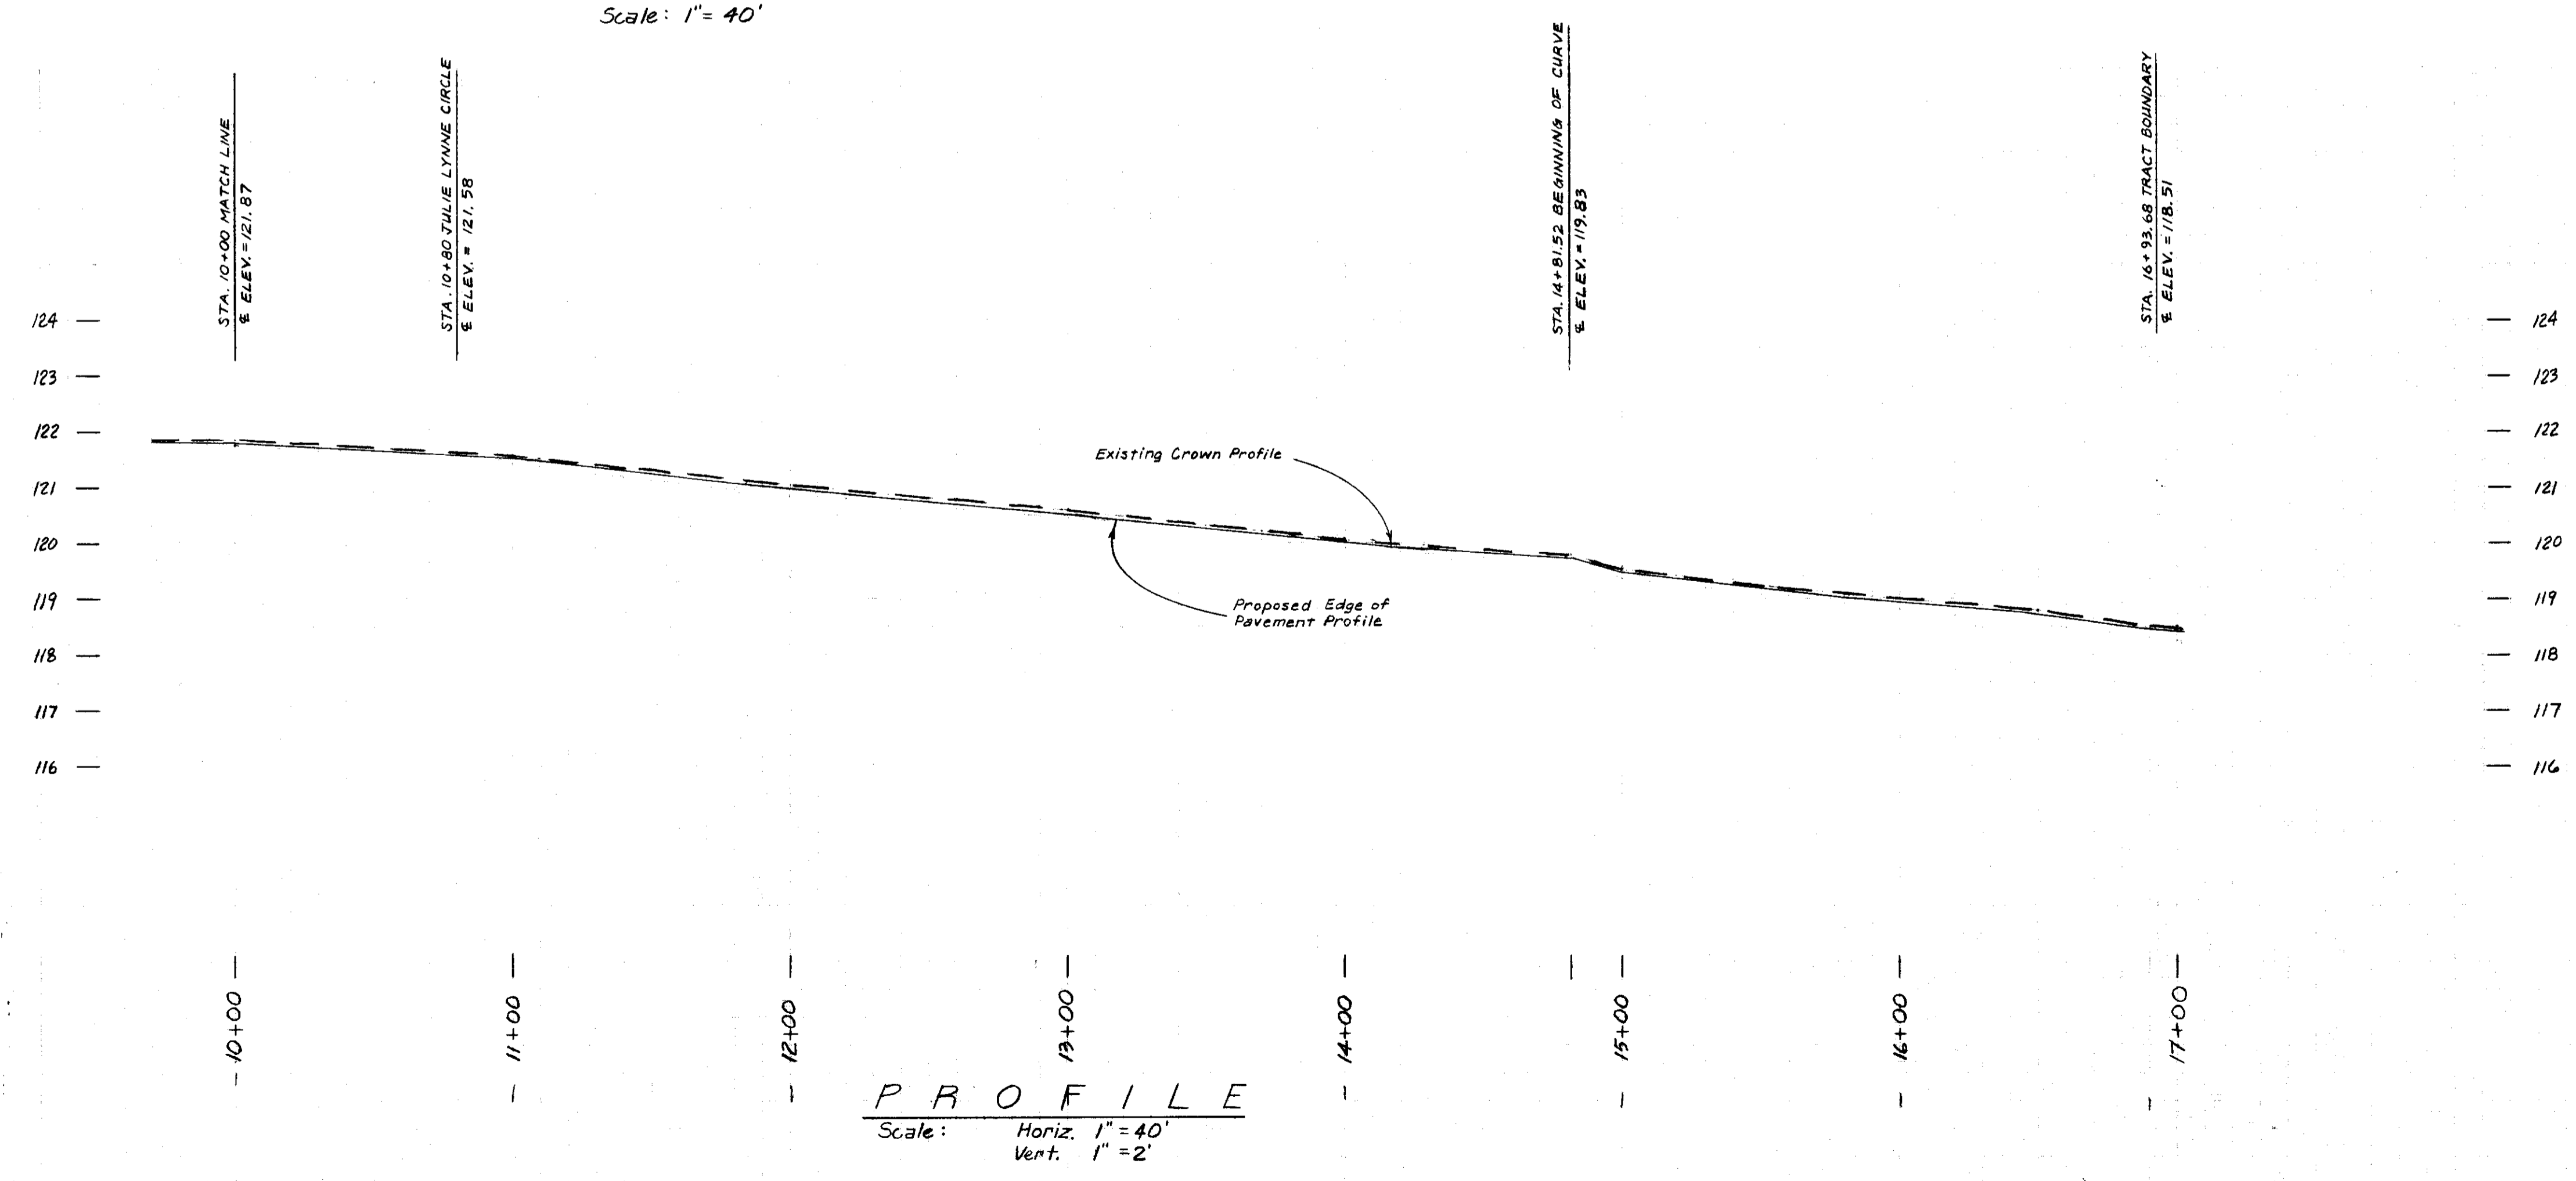 Scale: 1"= 40'
STA. 10+00 MATCH LINE
℄ ELEV.=121.87
STA. 10+80 JULIE LYNNE CIRCLE
℄ ELEV. = 121.58
STA. 14+81.52 BEGINNING OF CURVE
℄ ELEV.=119.83
STA. 16+93.68 TRACT BOUNDARY
℄ ELEV.=118.51
124
124
123
123
122
122
Existing Crown Profile
121
121
120
120
119
119
Proposed Edge of
Pavement Profile
118
118
117
117
116
116
10+00
11+00
12+00
13+00
14+00
15+00
16+00
17+00
PROFILE
Scale: Horiz. 1"=40'
Vert. 1"=2'